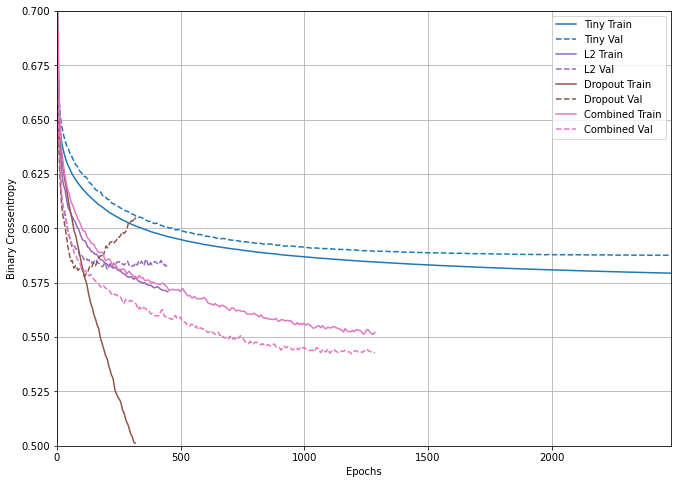 0.700
0.675
0.650
0.625
0.600
0.575
0.550
0.525
0.500
Binary Crossentropy
0
500
1000
1500
2000
Epochs
Tiny Train
Tiny Val
L2 Train
L2 Val
Dropout Train
Dropout Val
Combined Train
Combined Val